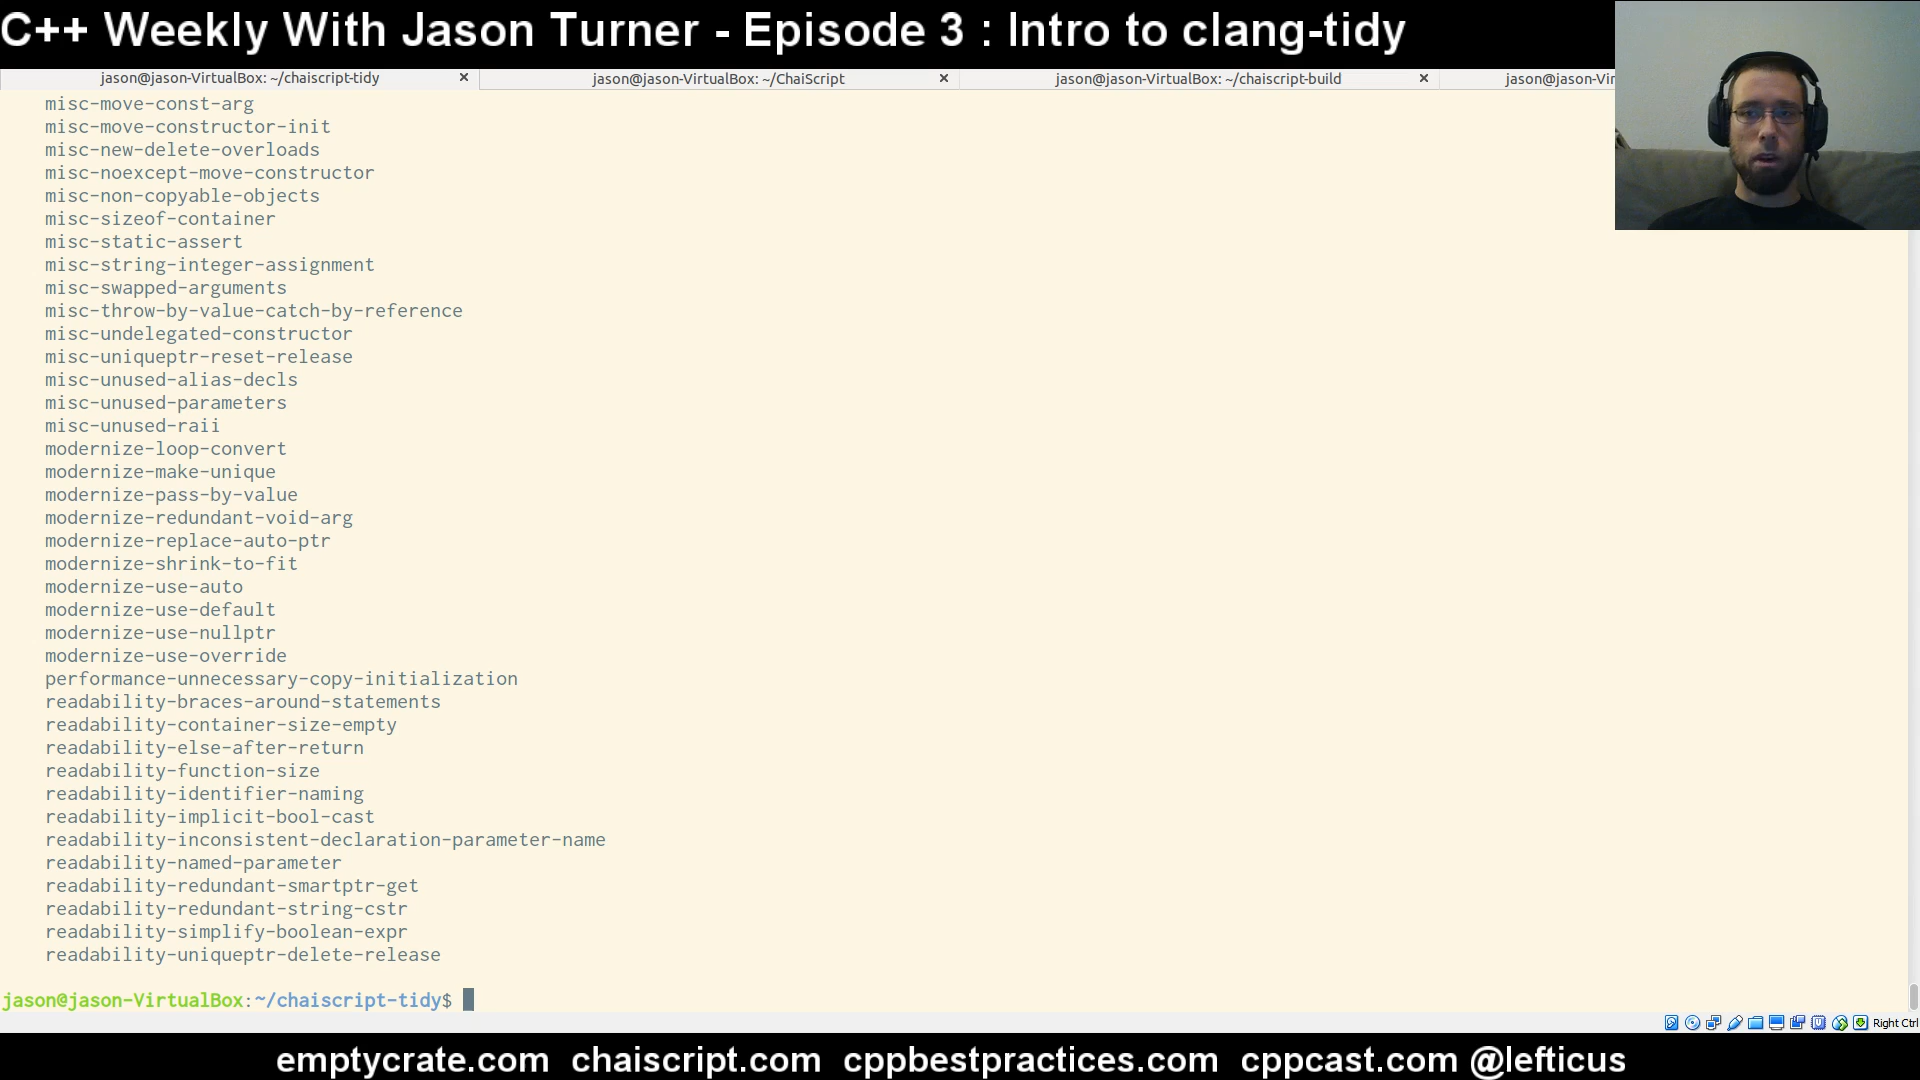 C++ Weekly With Jason Turner - Episode 3 : Intro to clang-tidy
jason@jason-VirtualBox: ~/chaiscript-tidy × jason@jason-VirtualBox: ~/ChaiScript × jason@jason-VirtualBox: ~/chaiscript-build × jason@jason-Vir
misc-move-const-arg
misc-move-constructor-init
misc-new-delete-overloads
misc-noexcept-move-constructor
misc-non-copyable-objects
misc-sizeof-container
misc-static-assert
misc-string-integer-assignment
misc-swapped-arguments
misc-throw-by-value-catch-by-reference
misc-undelegated-constructor
misc-uniqueptr-reset-release
misc-unused-alias-decls
misc-unused-parameters
misc-unused-raii
modernize-loop-convert
modernize-make-unique
modernize-pass-by-value
modernize-redundant-void-arg
modernize-replace-auto-ptr
modernize-shrink-to-fit
modernize-use-auto
modernize-use-default
modernize-use-nullptr
modernize-use-override
performance-unnecessary-copy-initialization
readability-braces-around-statements
readability-container-size-empty
readability-else-after-return
readability-function-size
readability-identifier-naming
readability-implicit-bool-cast
readability-inconsistent-declaration-parameter-name
readability-named-parameter
readability-redundant-smartptr-get
readability-redundant-string-cstr
readability-simplify-boolean-expr
readability-uniqueptr-delete-release
jason@jason-VirtualBox:~/chaiscript-tidy$
Right Ctrl
emptycrate.com chaiscript.com cppbestpractices.com cppcast.com @lefticus